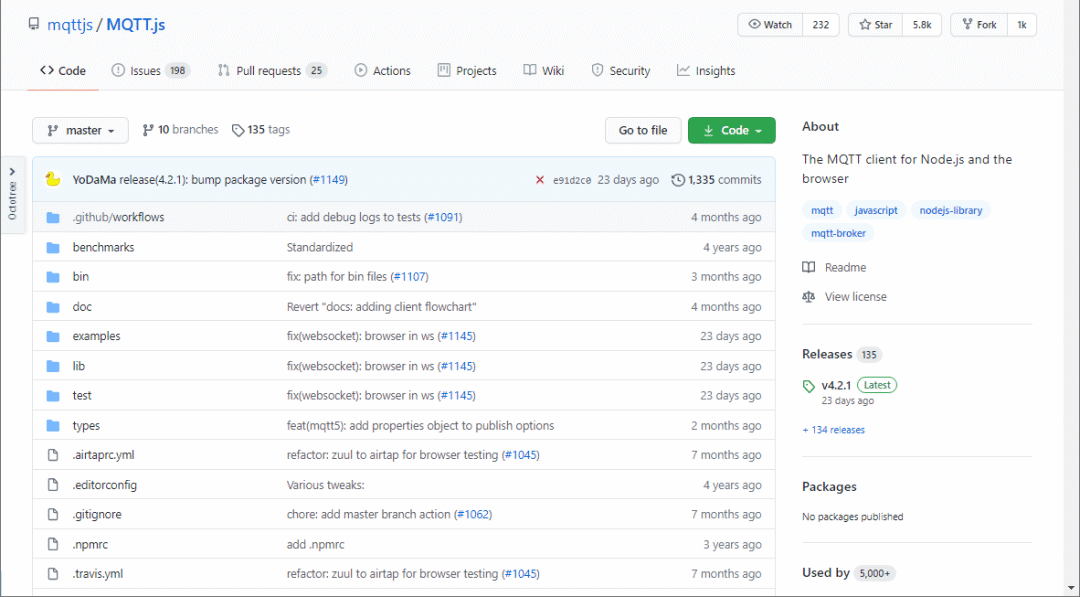 mqttjs / MQTT.js
Watch 232 Star 5.8k Fork 1k
Code Issues 198 Pull requests 25 Actions Projects Wiki Security Insights
master 10 branches 135 tags Go to file Code
Octotree
YoDaMa release(4.2.1): bump package version (#1149) e91d2c0 23 days ago 1,335 commits
.github/workflows ci: add debug logs to tests (#1091) 4 months ago
benchmarks Standardized 4 years ago
bin fix: path for bin files (#1107) 3 months ago
doc Revert "docs: adding client flowchart" 4 months ago
examples fix(websocket): browser in ws (#1145) 23 days ago
lib fix(websocket): browser in ws (#1145) 23 days ago
test fix(websocket): browser in ws (#1145) 23 days ago
types feat(mqtt5): add properties object to publish options 2 months ago
.airtaprc.yml refactor: zuul to airtap for browser testing (#1045) 7 months ago
.editorconfig Various tweaks: 4 years ago
.gitignore chore: add master branch action (#1062) 7 months ago
.npmrc add .npmrc 3 years ago
.travis.yml refactor: zuul to airtap for browser testing (#1045) 7 months ago
About
The MQTT client for Node.js and the
browser
mqtt javascript nodejs-library
mqtt-broker
Readme
View license
Releases 135
v4.2.1 Latest
23 days ago
+ 134 releases
Packages
No packages published
Used by 5,000+